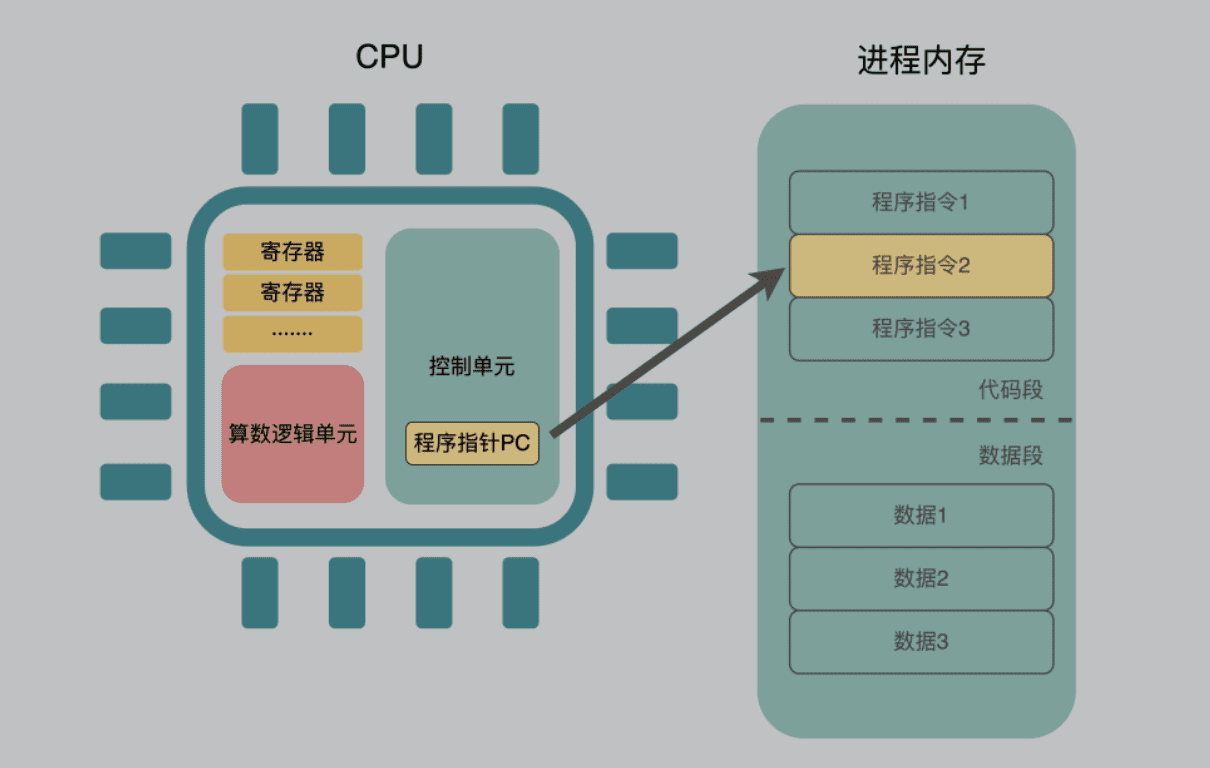 CPU
寄存器
寄存器
.......
算数逻辑单元
控制单元
程序指针PC
进程内存
程序指令1
程序指令2
程序指令3
代码段
数据段
数据1
数据2
数据3